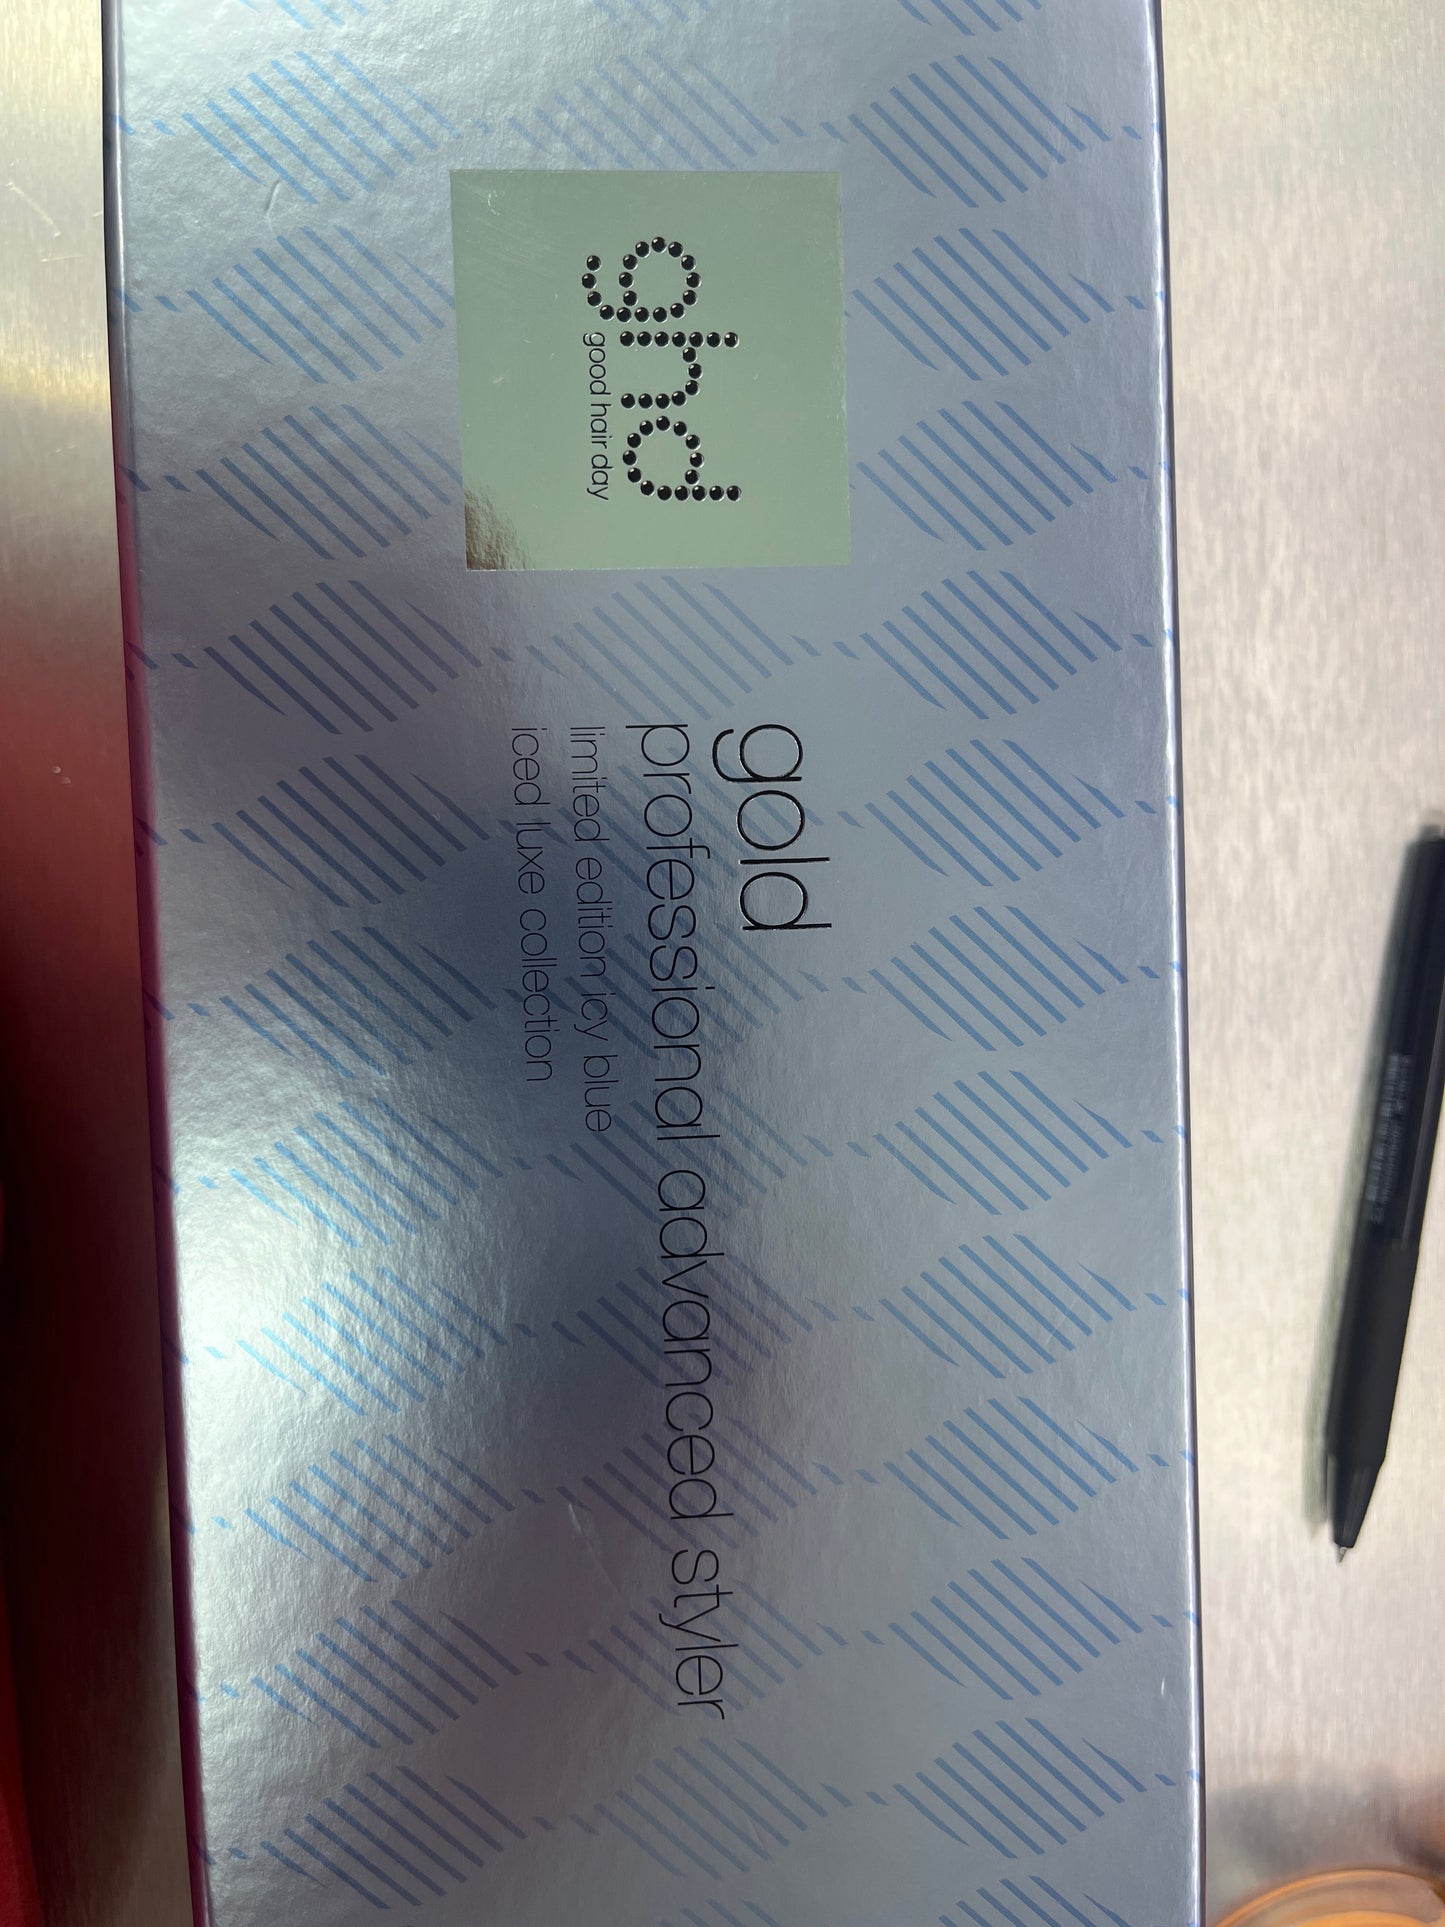 ghd
good hair day
gold
professional advanced styler
limited edition icy blue
iced luxe collection